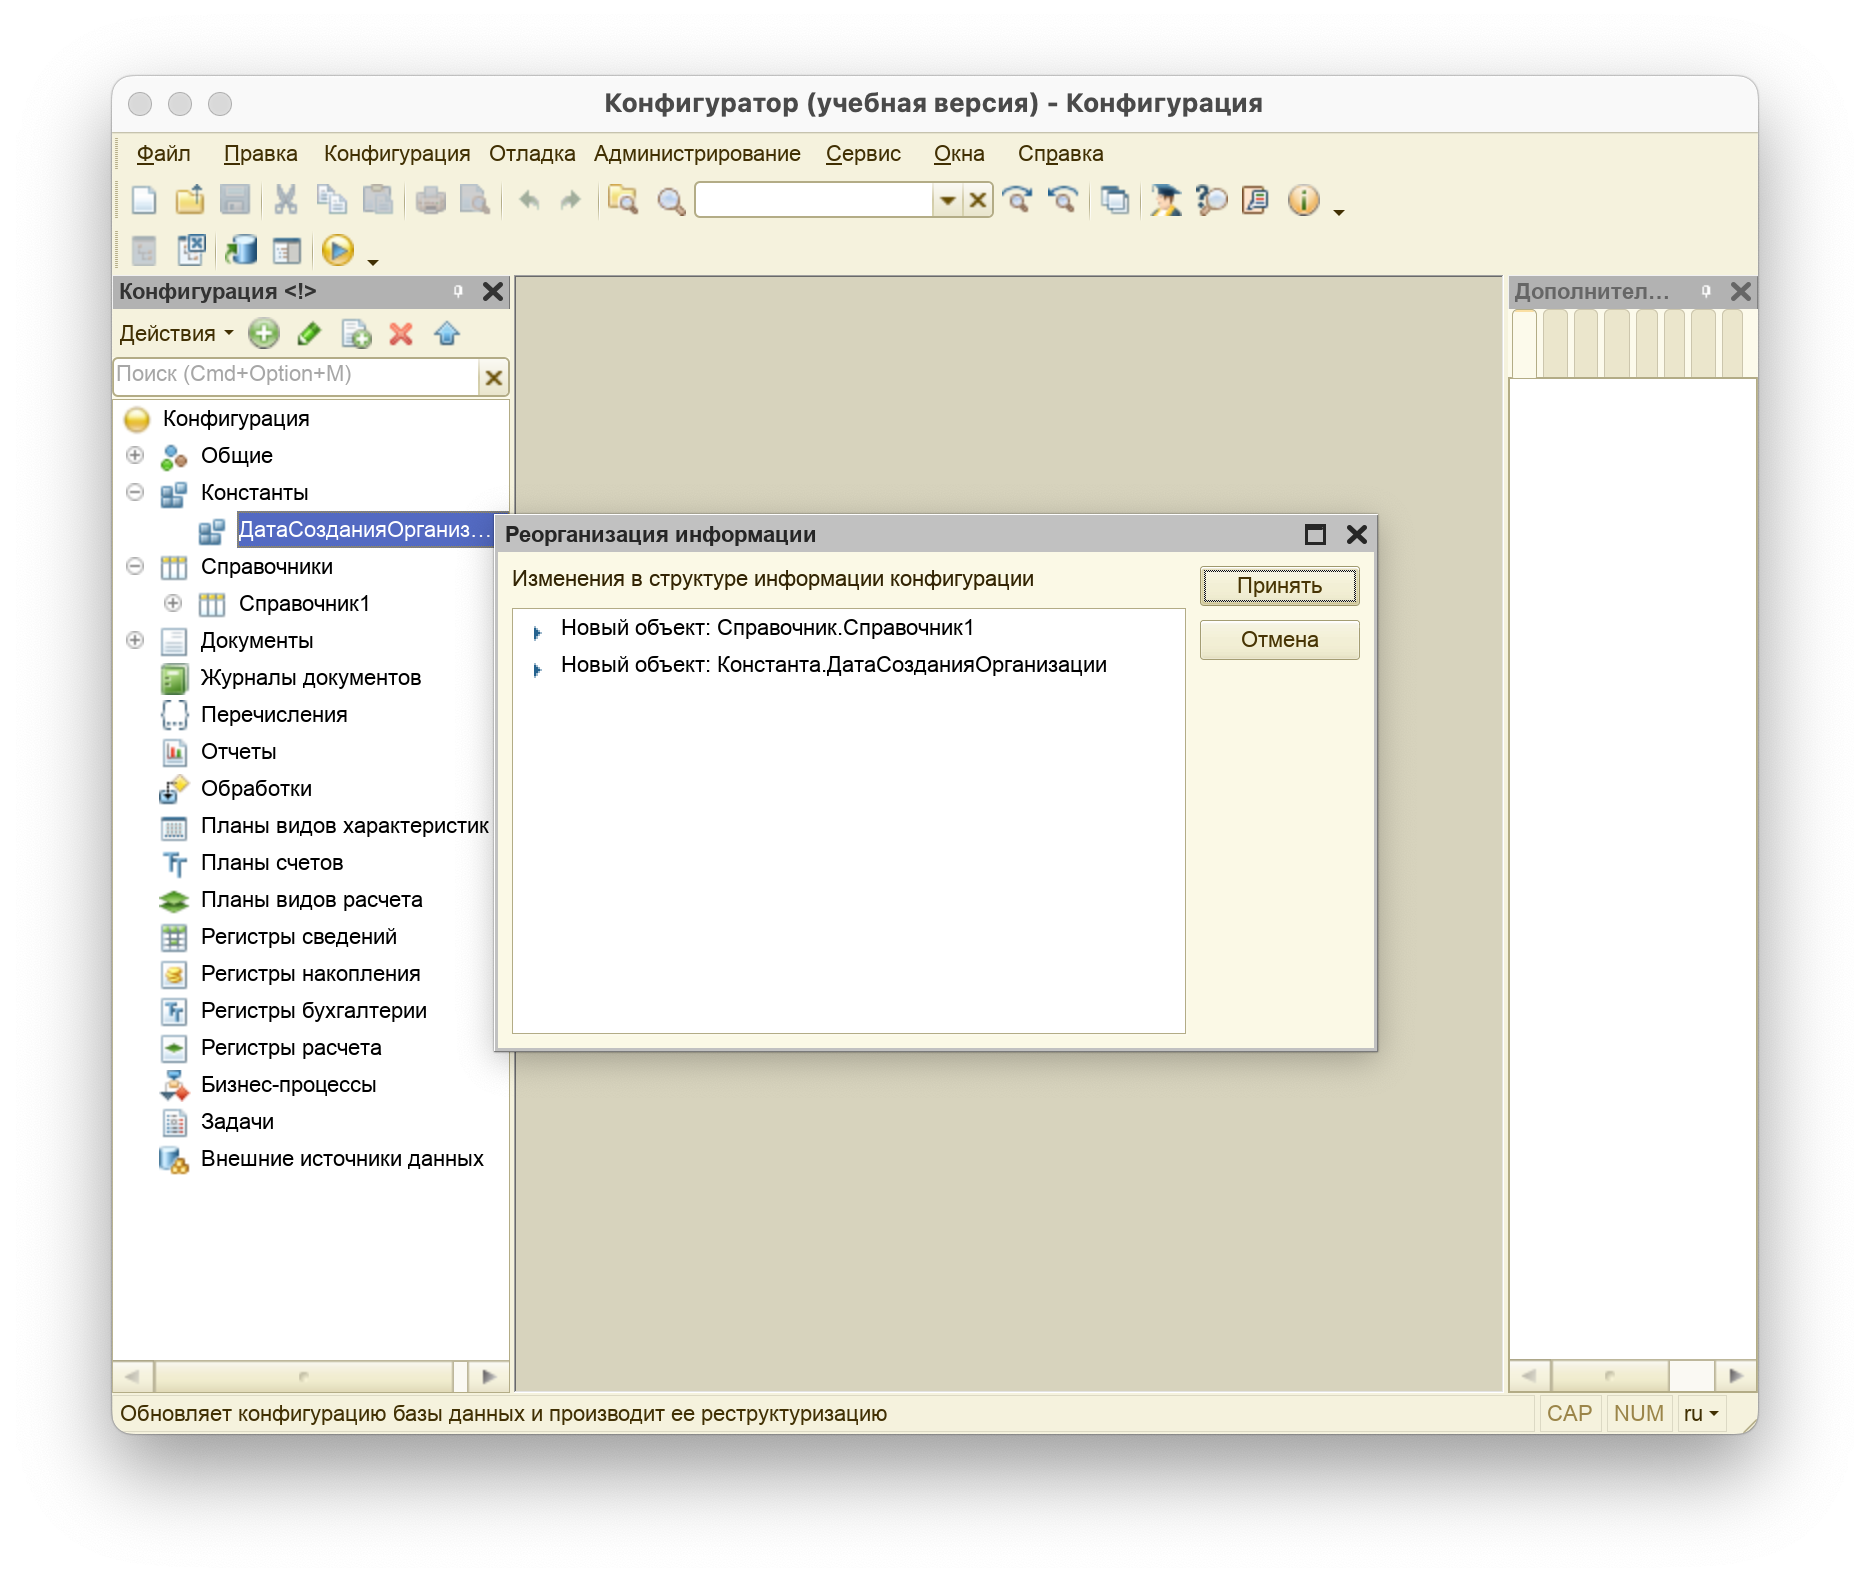 Конфигуратор (учебная версия) - Конфигурация
Файл Правка Конфигурация Отладка Администрирование Сервис Окна Справка
Конфигурация <!>
Дополнител...
Действия
Поиск (Cmd+Option+M)
Конфигурация
Общие
Константы
ДатаСозданияОрганиз...
Справочники
Справочник1
Документы
Журналы документов
Перечисления
Отчеты
Обработки
Планы видов характеристик
Планы счетов
Планы видов расчета
Регистры сведений
Регистры накопления
Регистры бухгалтерии
Регистры расчета
Бизнес-процессы
Задачи
Внешние источники данных
Реорганизация информации
Изменения в структуре информации конфигурации
Новый объект: Справочник.Справочник1
Новый объект: Константа.ДатаСозданияОрганизации
Принять
Отмена
Обновляет конфигурацию базы данных и производит ее реструктуризацию
CAP NUM ru